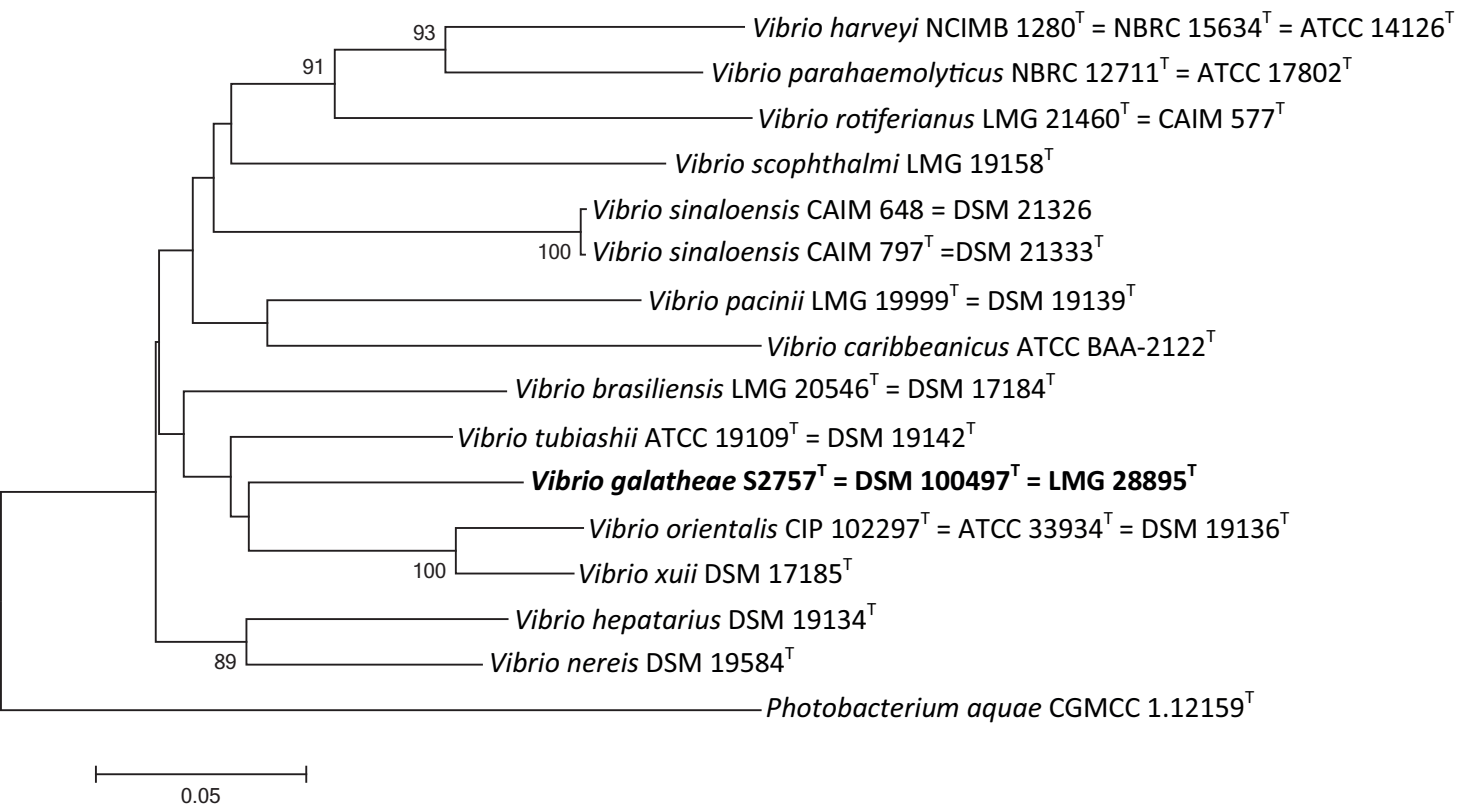 93
Vibrio harveyi NCIMB 1280ᵀ = NBRC 15634ᵀ = ATCC 14126ᵀ
91
Vibrio parahaemolyticus NBRC 12711ᵀ = ATCC 17802ᵀ
Vibrio rotiferianus LMG 21460ᵀ = CAIM 577ᵀ
Vibrio scophthalmi LMG 19158ᵀ
Vibrio sinaloensis CAIM 648 = DSM 21326
100
Vibrio sinaloensis CAIM 797ᵀ =DSM 21333ᵀ
Vibrio pacinii LMG 19999ᵀ = DSM 19139ᵀ
Vibrio caribbeanicus ATCC BAA-2122ᵀ
Vibrio brasiliensis LMG 20546ᵀ = DSM 17184ᵀ
Vibrio tubiashii ATCC 19109ᵀ = DSM 19142ᵀ
Vibrio galatheae S2757ᵀ = DSM 100497ᵀ = LMG 28895ᵀ
Vibrio orientalis CIP 102297ᵀ = ATCC 33934ᵀ = DSM 19136ᵀ
100
Vibrio xuii DSM 17185ᵀ
Vibrio hepatarius DSM 19134ᵀ
89
Vibrio nereis DSM 19584ᵀ
Photobacterium aquae CGMCC 1.12159ᵀ
0.05